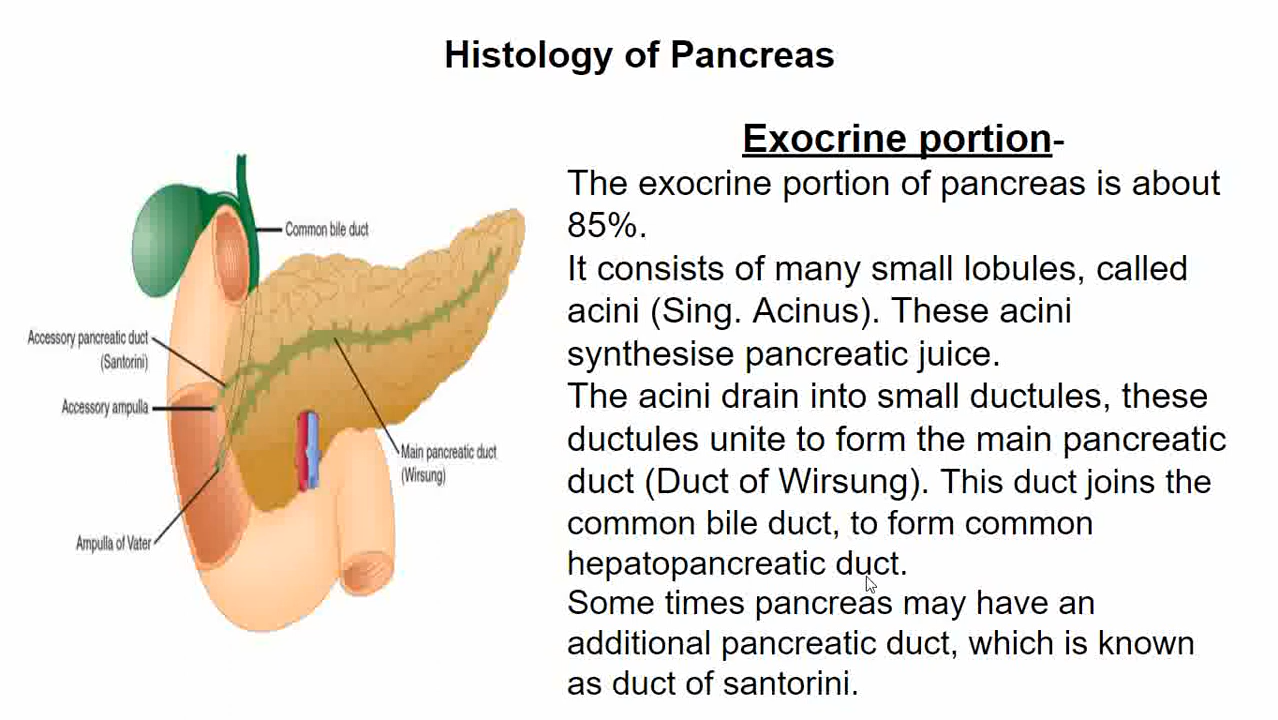 Histology of Pancreas
Exocrine portion-
The exocrine portion of pancreas is about
85%.
It consists of many small lobules, called
acini (Sing. Acinus). These acini
synthesise pancreatic juice.
The acini drain into small ductules, these
ductules unite to form the main pancreatic
duct (Duct of Wirsung). This duct joins the
common bile duct, to form common
hepatopancreatic duct.
Some times pancreas may have an
additional pancreatic duct, which is known
as duct of santorini.
Common bile duct
Accessory pancreatic duct
(Santorini)
Accessory ampulla
Main pancreatic duct
(Wirsung)
Ampulla of Vater